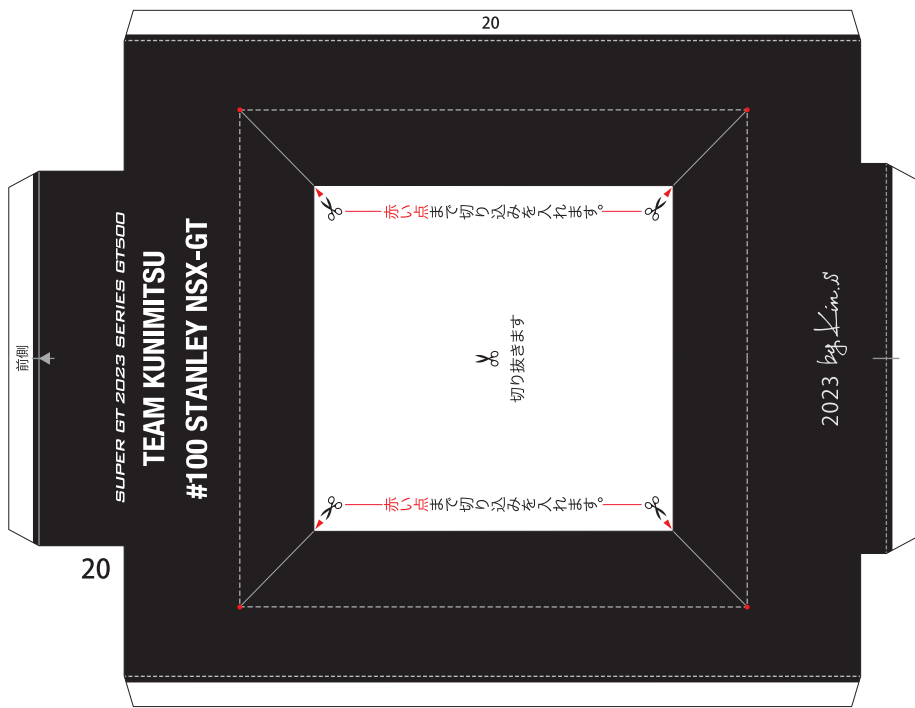 20
前側
SUPER GT 2023 SERIES GT500
TEAM KUNIMITSU
#100 STANLEY NSX-GT
赤い点まで切り込みを入れます。
切り抜きます
赤い点まで切り込みを入れます。
2023 by Kin.s
20